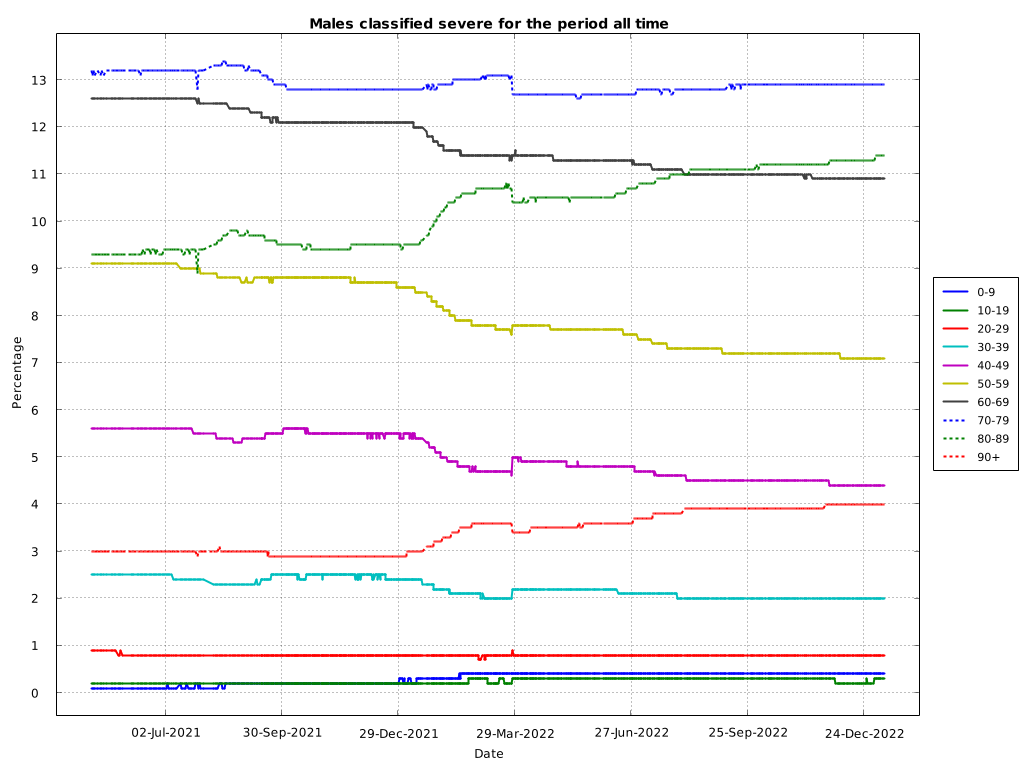 Males classified severe for the period all time
Percentage
13
12
11
10
9
8
7
6
5
4
3
2
1
0
02-Jul-2021
30-Sep-2021
29-Dec-2021
29-Mar-2022
27-Jun-2022
25-Sep-2022
24-Dec-2022
Date
0-9
10-19
20-29
30-39
40-49
50-59
60-69
70-79
80-89
90+